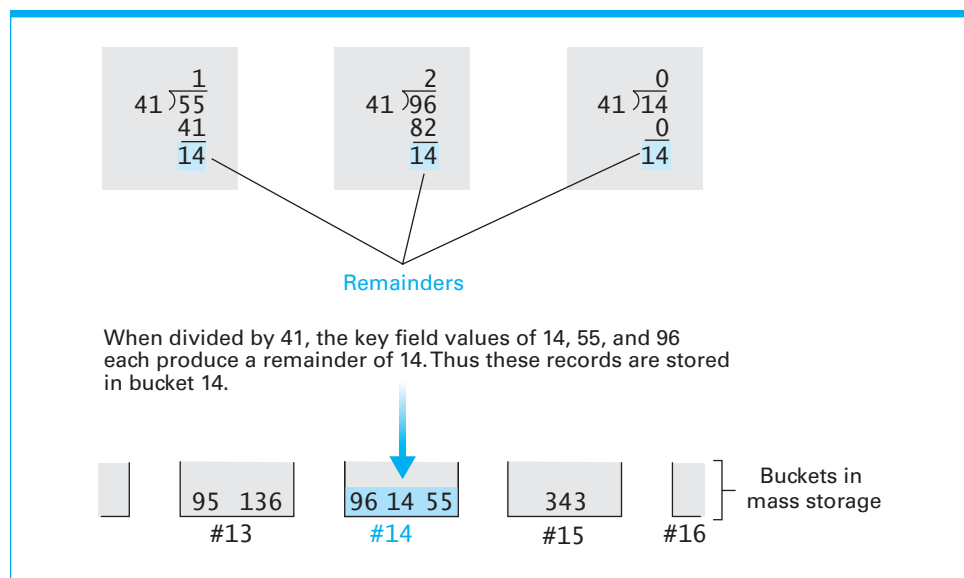 1 2 0
41 ) 55 41 ) 96 41 ) 14
41 82 0
14 14 14
Remainders
When divided by 41, the key field values of 14, 55, and 96
each produce a remainder of 14. Thus these records are stored
in bucket 14.
95 136 96 14 55 343
#13 #14 #15 #16
Buckets in
mass storage